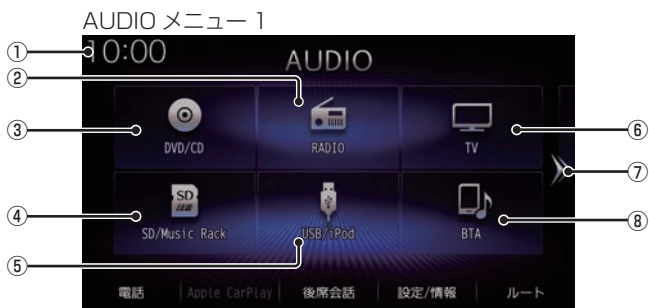 AUDIO メニュー 1
① 10:00 AUDIO
②
③ DVD/CD RADIO TV ⑥
⑦
④ SD SD/Music Rack USB/iPod BTA ⑧
⑤
電話 Apple CarPlay 後席会話 設定/情報 ルート